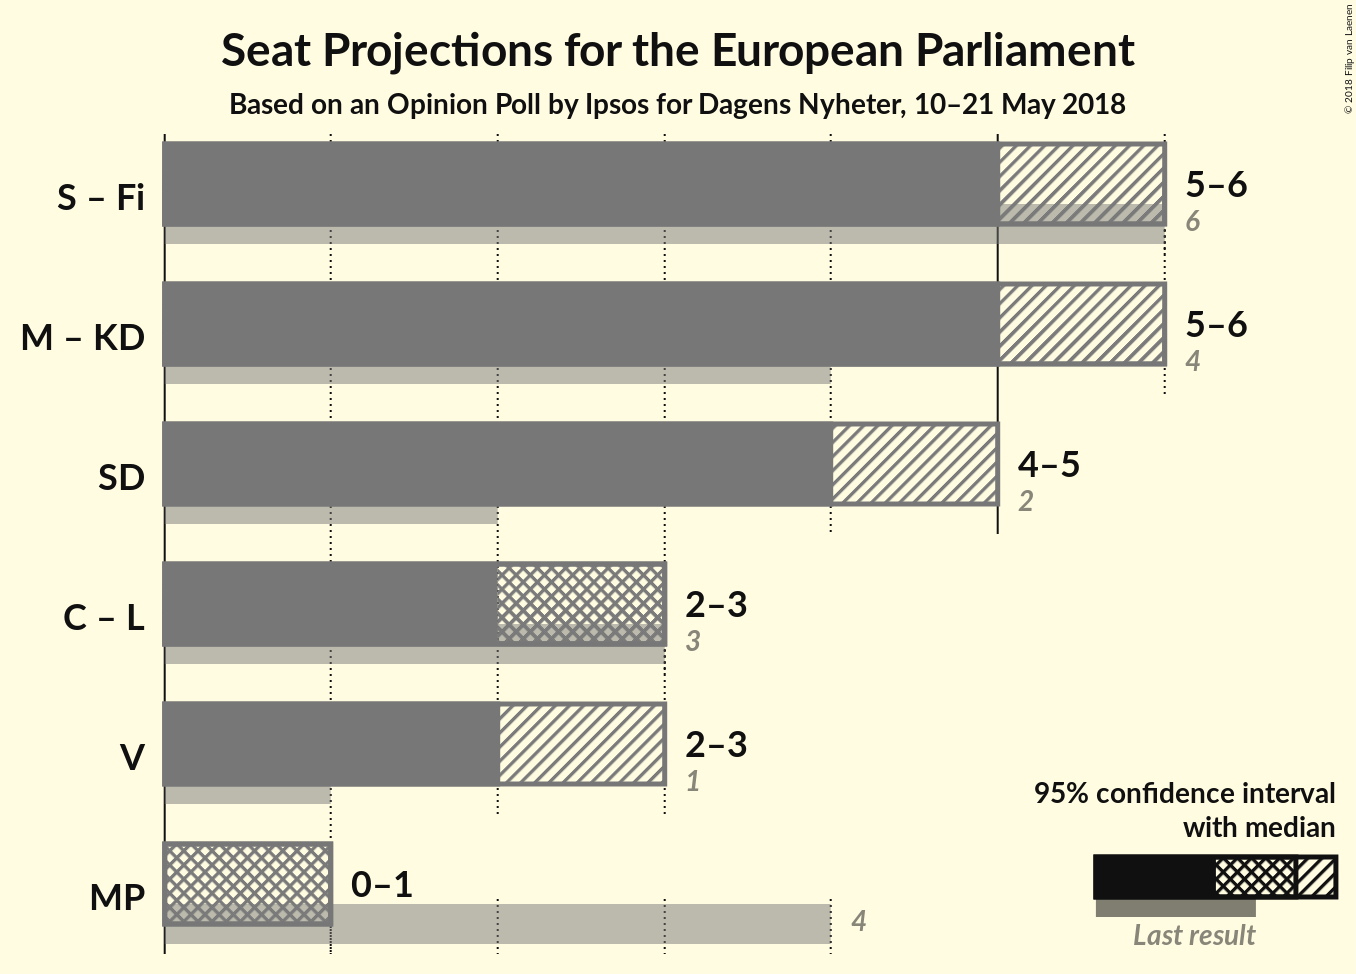 Seat Projections for the European Parliament
Based on an Opinion Poll by Ipsos for Dagens Nyheter, 10–21 May 2018
© 2018 Filip van Laenen
S – Fi
5–6
6
M – KD
5–6
4
SD
4–5
2
C – L
2–3
3
V
2–3
1
MP
0–1
4
95% confidence interval
with median
Last result